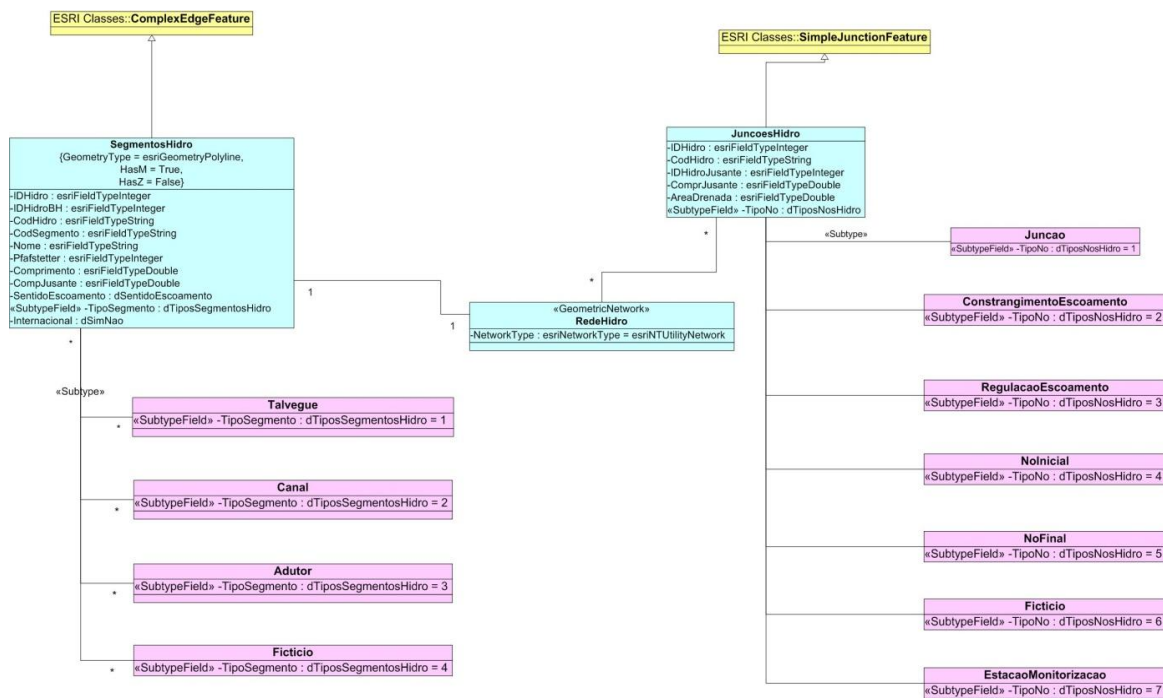 ESRI Classes::ComplexEdgeFeature
ESRI Classes::SimpleJunctionFeature
SegmentosHidro
{GeometryType = esriGeometryPolyline,
HasM = True,
HasZ = False}
-IDHidro : esriFieldTypeInteger
-IDHidroBH : esriFieldTypeInteger
-CodHidro : esriFieldTypeString
-CodSegmento : esriFieldTypeString
-Nome : esriFieldTypeString
-Pfafstetter : esriFieldTypeInteger
-Comprimento : esriFieldTypeDouble
-CompJusante : esriFieldTypeDouble
-SentidoEscoamento : dSentidoEscoamento
«SubtypeField» -TipoSegmento : dTiposSegmentosHidro
-Internacional : dSimNao
JuncoesHidro
-IDHidro : esriFieldTypeInteger
-CodHidro : esriFieldTypeString
-IDHidroJusante : esriFieldTypeInteger
-ComprJusante : esriFieldTypeDouble
-AreaDrenada : esriFieldTypeDouble
«SubtypeField» -TipoNo : dTiposNosHidro
*
*
1
1
«GeometricNetwork»
RedeHidro
-NetworkType : esriNetworkType = esriNTUtilityNetwork
*
«Subtype»
Talvegue
«SubtypeField» -TipoSegmento : dTiposSegmentosHidro = 1
*
Canal
«SubtypeField» -TipoSegmento : dTiposSegmentosHidro = 2
*
Adutor
«SubtypeField» -TipoSegmento : dTiposSegmentosHidro = 3
*
Ficticio
«SubtypeField» -TipoSegmento : dTiposSegmentosHidro = 4
*
«Subtype»
Juncao
«SubtypeField» -TipoNo : dTiposNosHidro = 1
ConstrangimentoEscoamento
«SubtypeField» -TipoNo : dTiposNosHidro = 2
RegulacaoEscoamento
«SubtypeField» -TipoNo : dTiposNosHidro = 3
NoInicial
«SubtypeField» -TipoNo : dTiposNosHidro = 4
NoFinal
«SubtypeField» -TipoNo : dTiposNosHidro = 5
Ficticio
«SubtypeField» -TipoNo : dTiposNosHidro = 6
EstacaoMonitorizacao
«SubtypeField» -TipoNo : dTiposNosHidro = 7